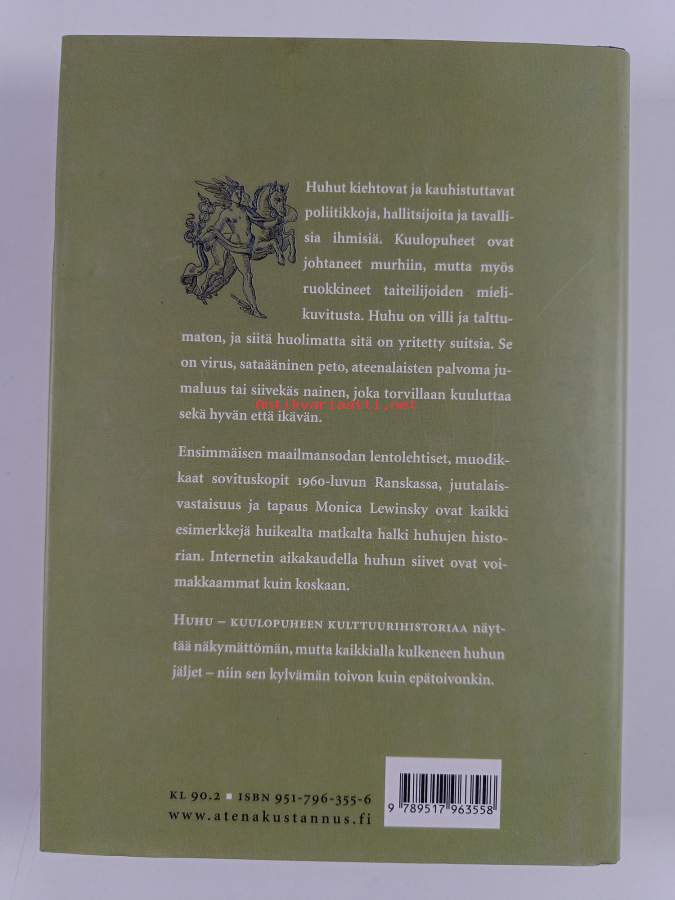 Huhut kiehtovat ja kauhistuttavat
poliitikkoja, hallitsijoita ja tavalli-
sia ihmisiä. Kuulopuheet ovat
johtaneet murhiin, mutta myös
ruokkineet taiteilijoiden mieli-
kuvitusta. Huhu on villi ja talttu-
maton, ja siitä huolimatta sitä on yritetty suitsia. Se
on virus, sataääninen peto, ateenalaisten palvoma ju-
maluus tai siivekäs nainen, joka torvillaan kuuluttaa
antikvariaatti.net
sekä hyvän että ikävän.
Ensimmäisen maailmansodan lentolehtiset, muodik-
kaat sovituskopit 1960-luvun Ranskassa, juutalais-
vastaisuus ja tapaus Monica Lewinsky ovat kaikki
esimerkkejä huikealta matkalta halki huhujen histo-
rian. Internetin aikakaudella huhun siivet ovat voi-
makkaammat kuin koskaan.
HUHU – KUULOPUHEEN KULTTUURIHISTORIAA näyt-
tää näkymättömän, mutta kaikkialla kulkeneen huhun
jäljet – niin sen kylvämän toivon kuin epätoivonkin.
KL 90.2 ■ ISBN 951-796-355-6
www.atenakustannus.fi
9 789517 963558